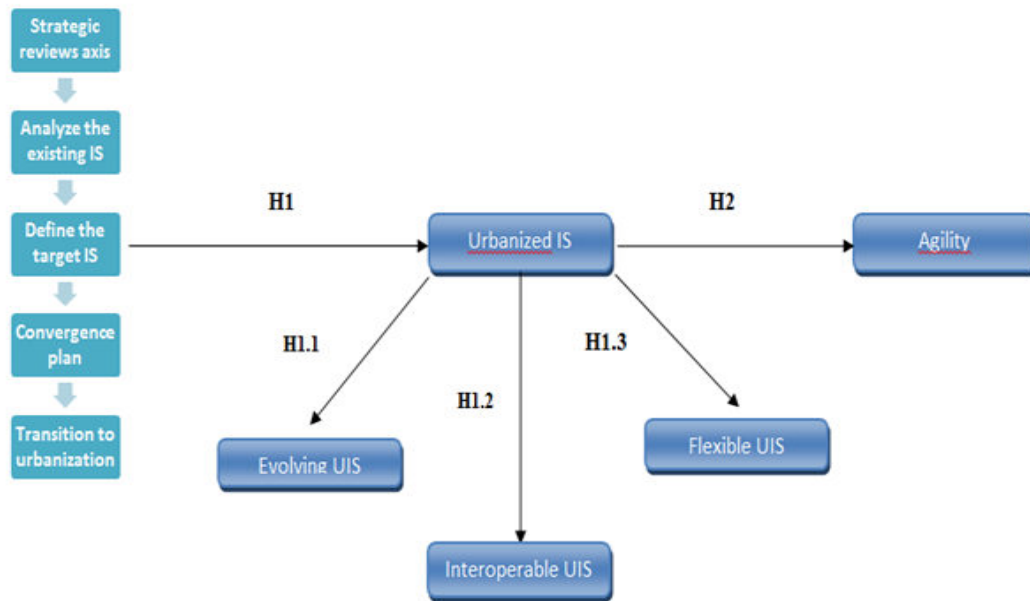 Strategic
reviews axis
Analyze the
existing IS
Define the
target IS
Convergence
plan
Transition to
urbanization
H1
Urbanized IS
H2
Agility
H1.1
H1.2
H1.3
Evolving UIS
Flexible UIS
Interoperable UIS